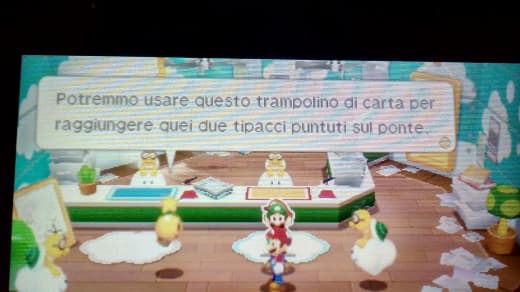 Potremmo usare questo trampolino di carta per
raggiungere quei due tipacci puntuti sul ponte.